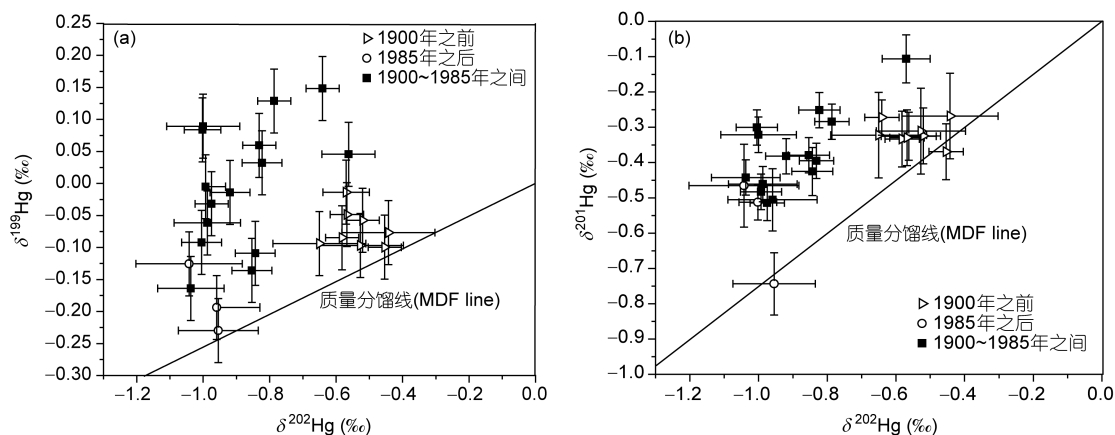 (a)
1900年之前
1985年之后
1900~1985年之间
质量分馏线(MDF line)
δ¹⁹⁹Hg (‰)
0.25
0.20
0.15
0.10
0.05
0.00
−0.05
−0.10
−0.15
−0.20
−0.25
−0.30
−1.2 −1.0 −0.8 −0.6 −0.4 −0.2 0.0
δ²⁰²Hg (‰)
(b)
质量分馏线(MDF line)
1900年之前
1985年之后
1900~1985年之间
δ²⁰¹Hg (‰)
−0.0
−0.1
−0.2
−0.3
−0.4
−0.5
−0.6
−0.7
−0.8
−0.9
−1.0
−1.2 −1.0 −0.8 −0.6 −0.4 −0.2 0.0
δ²⁰²Hg (‰)